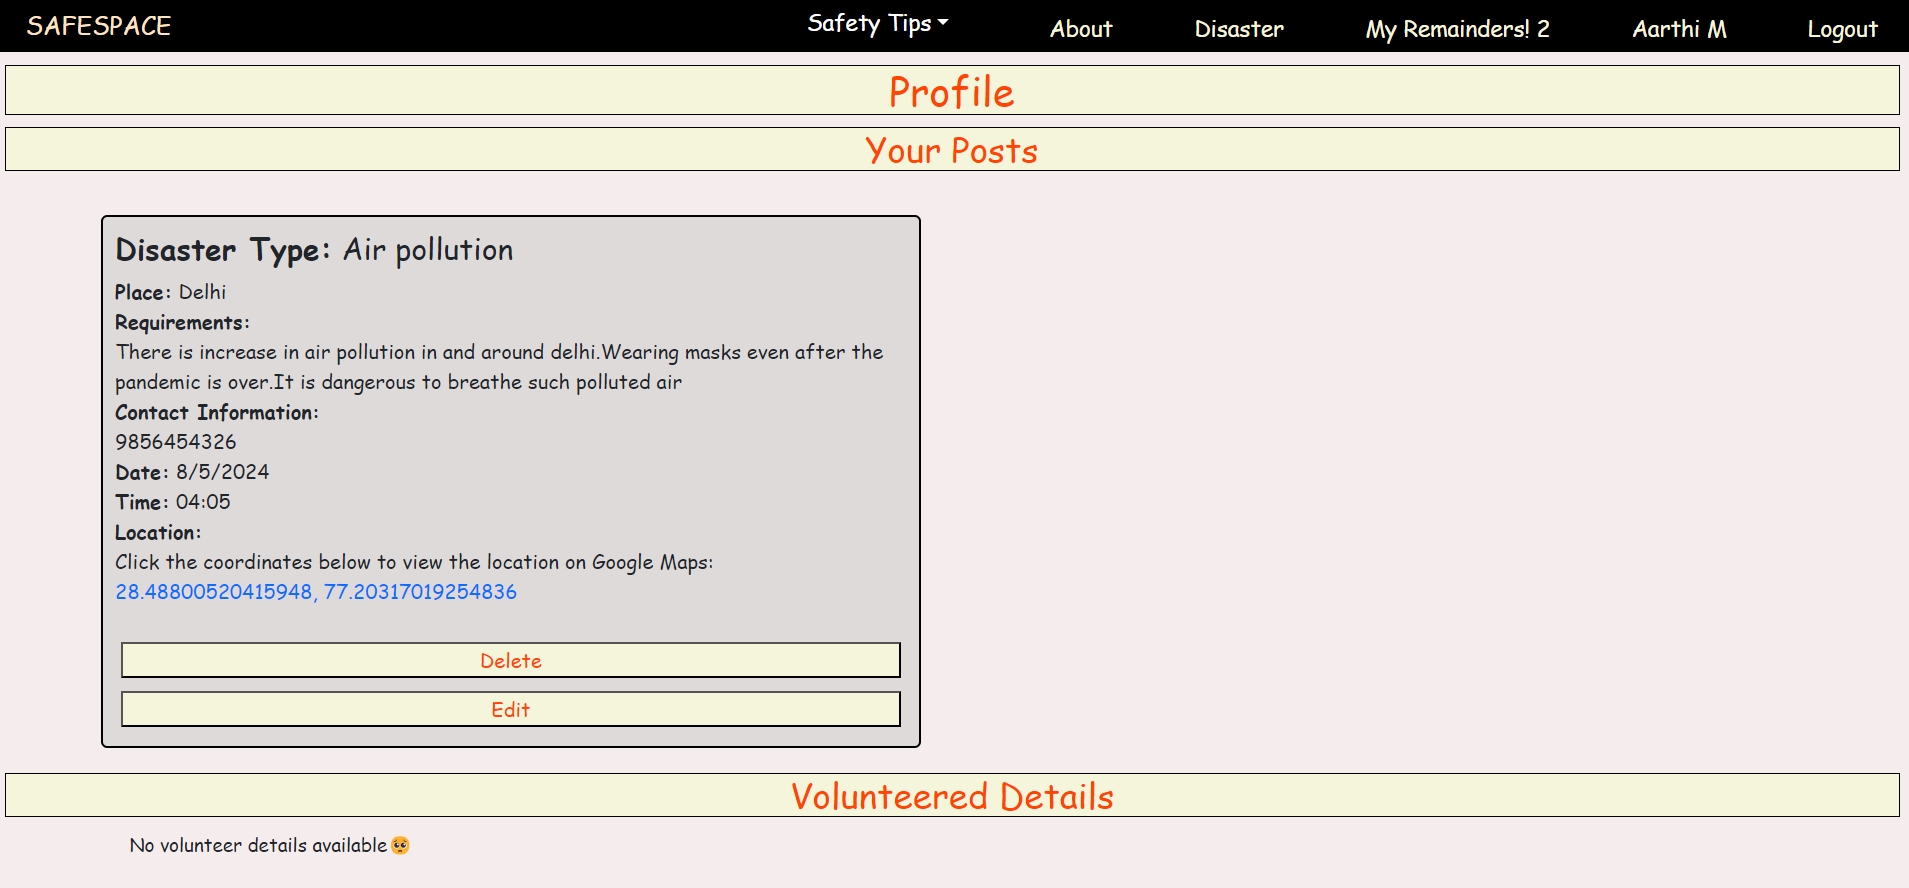 SAFESPACE
Safety Tips
About
Disaster
My Remainders! 2
Aarthi M
Logout
Profile
Your Posts
Disaster Type: Air pollution
Place: Delhi
Requirements:
There is increase in air pollution in and around delhi.Wearing masks even after the
pandemic is over.It is dangerous to breathe such polluted air
Contact Information:
9856454326
Date: 8/5/2024
Time: 04:05
Location:
Click the coordinates below to view the location on Google Maps:
28.48800520415948, 77.20317019254836
Delete
Edit
Volunteered Details
No volunteer details available🥺